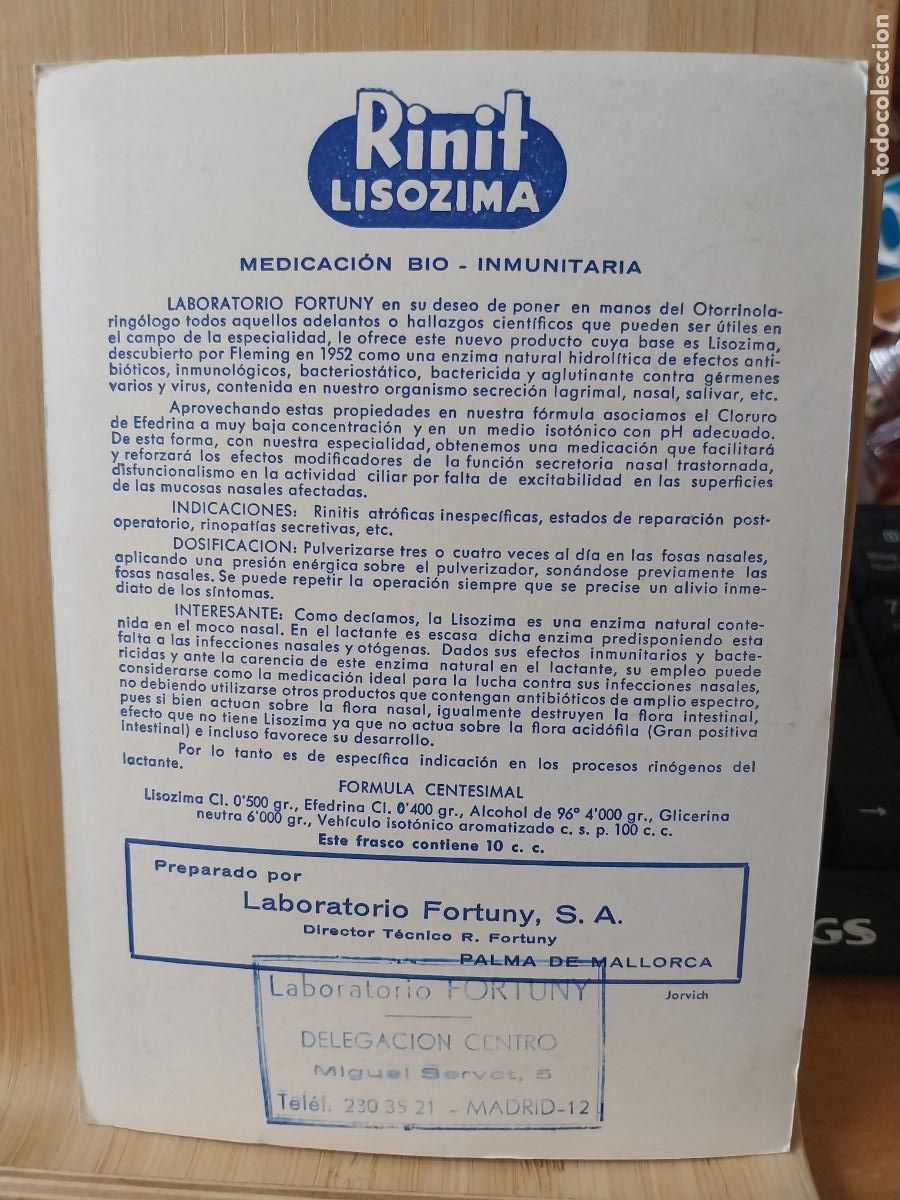 Rinit
LISOZIMA
MEDICACIÓN BIO - INMUNITARIA
LABORATORIO FORTUNY en su deseo de poner en manos del Otorrinola-
ringólogo todos aquellos adelantos o hallazgos científicos que pueden ser útiles en
el campo de la especialidad, le ofrece este nuevo producto cuya base es Lisozima,
descubierto por Fleming en 1952 como una enzima natural hidrolítica de efectos anti-
bióticos, inmunológicos, bacteriostático, bactericida y aglutinante contra gérmenes
varios y virus, contenida en nuestro organismo secreción lagrimal, nasal, salivar, etc.
Aprovechando estas propiedades en nuestra fórmula asociamos el Cloruro
de Efedrina a muy baja concentración y en un medio isotónico con pH adecuado.
De esta forma, con nuestra especialidad, obtenemos una medicación que facilitará
y reforzará los efectos modificadores de la función secretoria nasal trastornada,
disfuncionalismo en la actividad ciliar por falta de excitabilidad en las superficies
de las mucosas nasales afectadas.
INDICACIONES: Rinitis atróficas inespecíficas, estados de reparación post-
operatorio, rinopatías secretivas, etc.
DOSIFICACION: Pulverizarse tres o cuatro veces al día en las fosas nasales,
aplicando una presión enérgica sobre el pulverizador, sonándose previamente las
fosas nasales. Se puede repetir la operación siempre que se precise un alivio inme-
diato de los síntomas.
INTERESANTE: Como decíamos, la Lisozima es una enzima natural conte-
nida en el moco nasal. En el lactante es escasa dicha enzima predisponiendo esta
falta a las infecciones nasales y otógenas. Dados sus efectos inmunitarios y bacte-
ricidas y ante la carencia de este enzima natural en el lactante, su empleo puede
considerarse como la medicación ideal para la lucha contra sus infecciones nasales,
no debiendo utilizarse otros productos que contengan antibióticos de amplio espectro,
pues si bien actuan sobre la flora nasal, igualmente destruyen la flora intestinal,
efecto que no tiene Lisozima ya que no actua sobre la flora acidófila (Gran positiva
intestinal) e incluso favorece su desarrollo.
Por lo tanto es de específica indicación en los procesos rinógenos del
lactante.
FORMULA CENTESIMAL
Lisozima Cl. 0'500 gr., Efedrina Cl. 0'400 gr., Alcohol de 96° 4'000 gr., Glicerina
neutra 6'000 gr., Vehículo isotónico aromatizado c. s. p. 100 c. c.
Este frasco contiene 10 c. c.
Preparado por
Laboratorio Fortuny, S. A.
Director Técnico R. Fortuny
PALMA DE MALLORCA
Jorvich
Laboratorio FORTUNY
DELEGACION CENTRO
Miguel Servet, 5
Teléf. 230 35 21 - MADRID-12
todocoleccion
GS